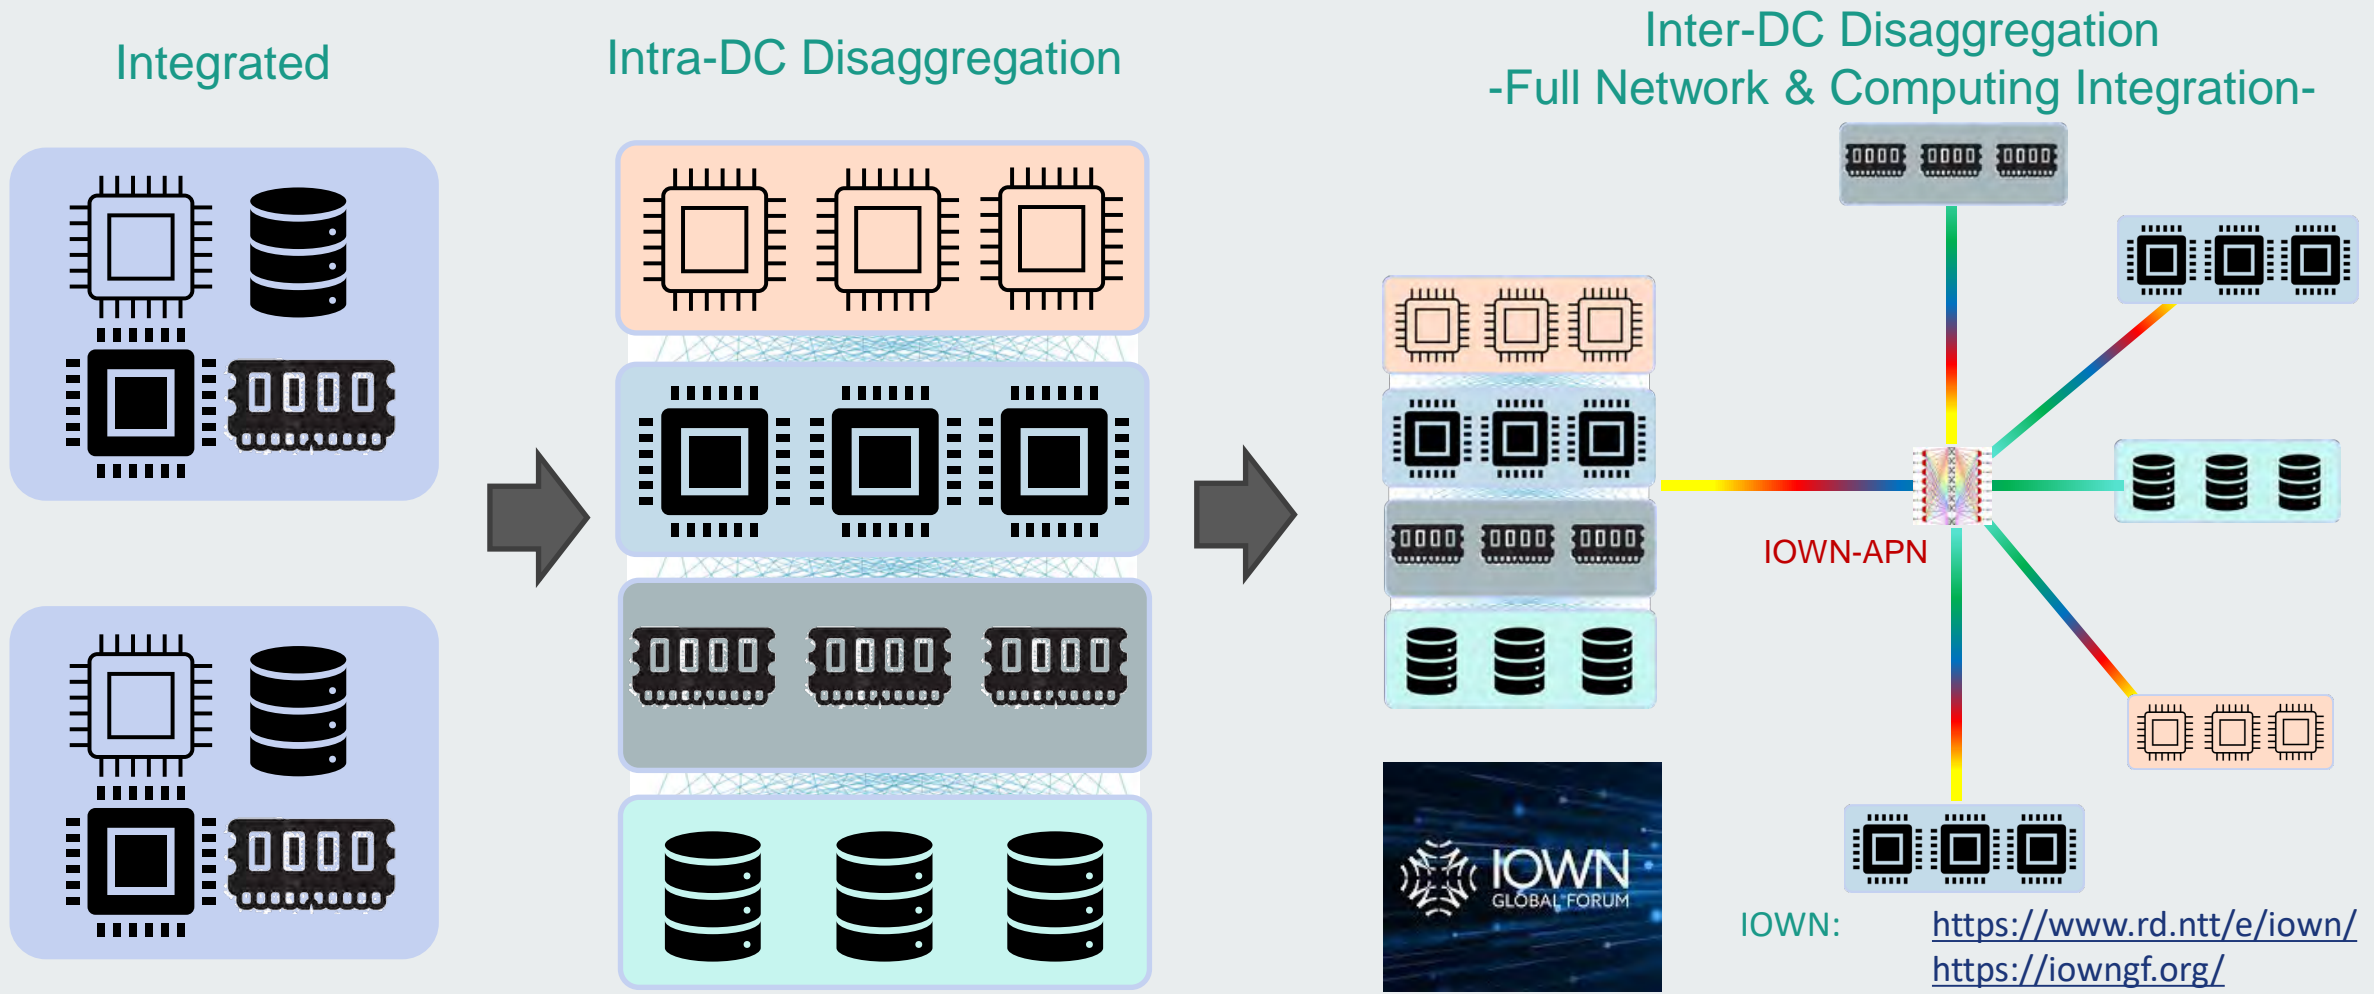 Integrated
Intra-DC Disaggregation
Inter-DC Disaggregation
-Full Network & Computing Integration-
IOWN-APN
IOWN
GLOBAL FORUM
IOWN: https://www.rd.ntt/e/iown/
https://iowngf.org/